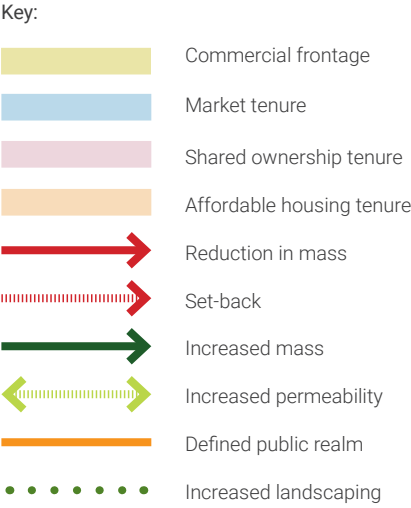 Key:
Commercial frontage
Market tenure
Shared ownership tenure
Affordable housing tenure
Reduction in mass
Set-back
Increased mass
Increased permeability
Defined public realm
Increased landscaping